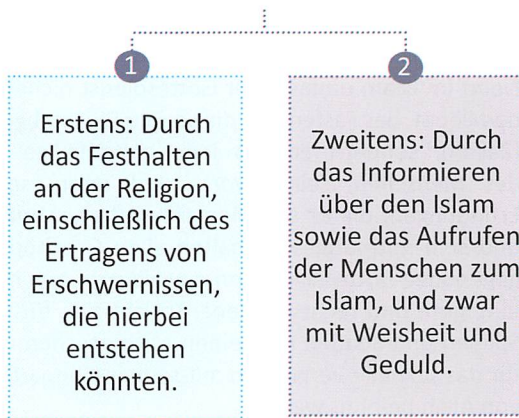 1
Erstens: Durch
das Festhalten
an der Religion,
einschließlich des
Ertragens von
Erschwernissen,
die hierbei
entstehen
könnten.
2
Zweitens: Durch
das Informieren
über den Islam
sowie das Aufrufen
der Menschen zum
Islam, und zwar
mit Weisheit und
Geduld.